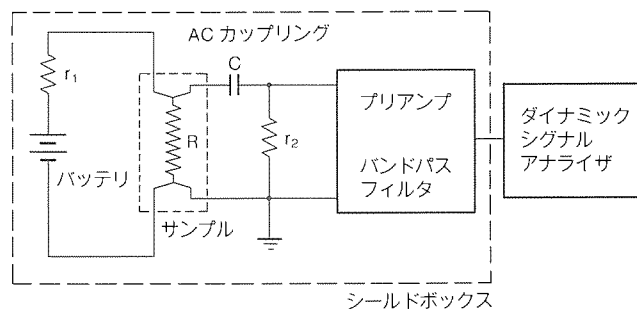 AC カップリング
r1
C
プリアンプ
ダイナミック
シグナル
アナライザ
R
r2
バッテリ
バンドパス
フィルタ
サンプル
シールドボックス